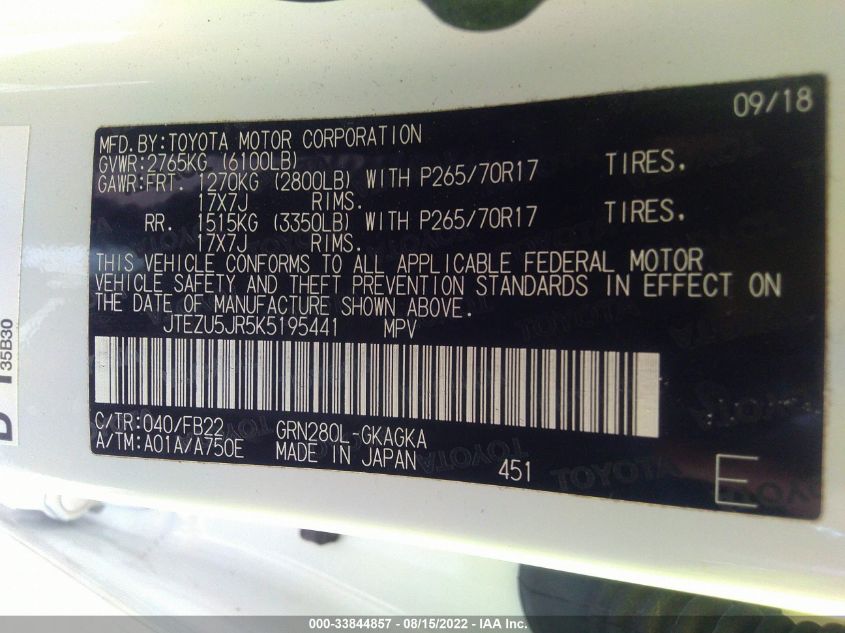 09/18
MFD.BY:TOYOTA MOTOR CORPORATION
GVWR:2765KG (6100LB)
GAWR:FRT. 1270KG (2800LB) WITH P265/70R17 TIRES,
17X7J RIMS.
RR. 1515KG (3350LB) WITH P265/70R17 TIRES,
17X7J RIMS.
THIS VEHICLE CONFORMS TO ALL APPLICABLE FEDERAL MOTOR
VEHICLE SAFETY AND THEFT PREVENTION STANDARDS IN EFFECT ON
THE DATE OF MANUFACTURE SHOWN ABOVE.
JTEZU5JR5K5195441 MPV
C/TR:040/FB22 GRN280L-GKAGKA
A/TM:A01A/A750E MADE IN JAPAN
451
E
35B30
000-33844857 - 08/15/2022 - IAA Inc.